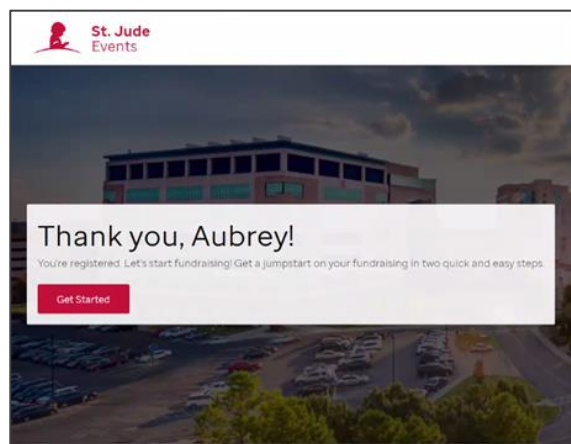 St. Jude
Events
Thank you, Aubrey!
You're registered. Let's start fundraising! Get a jumpstart on your fundraising in two quick and easy steps.
Get Started